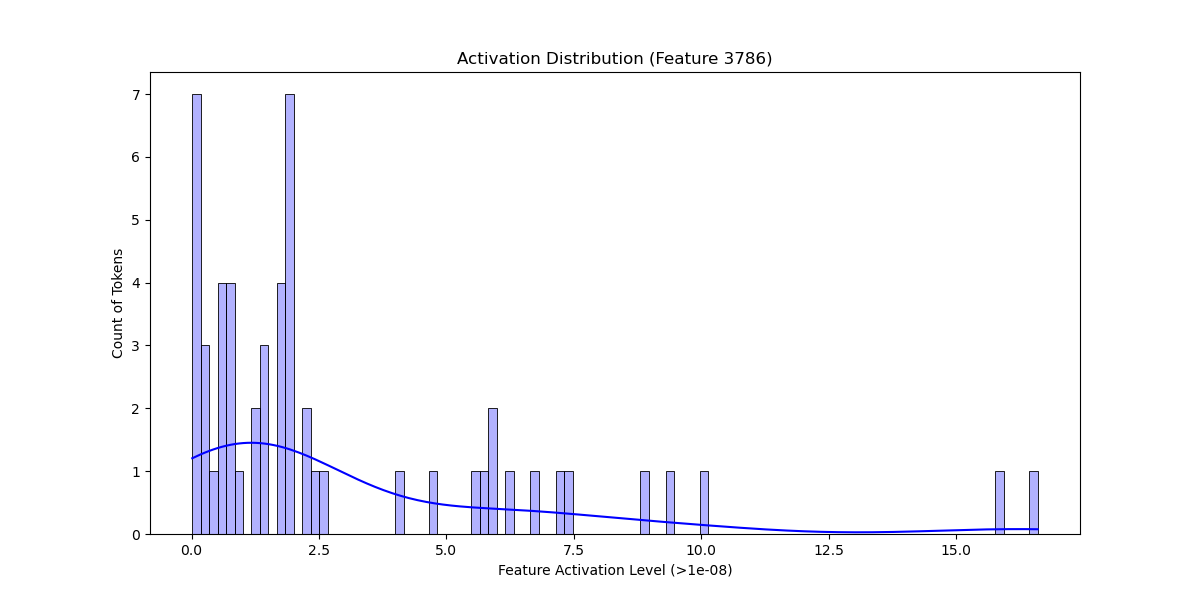 Activation Distribution (Feature 3786)
Count of Tokens
7
6
5
4
3
2
1
0
0.0 2.5 5.0 7.5 10.0 12.5 15.0
Feature Activation Level (>1e-08)